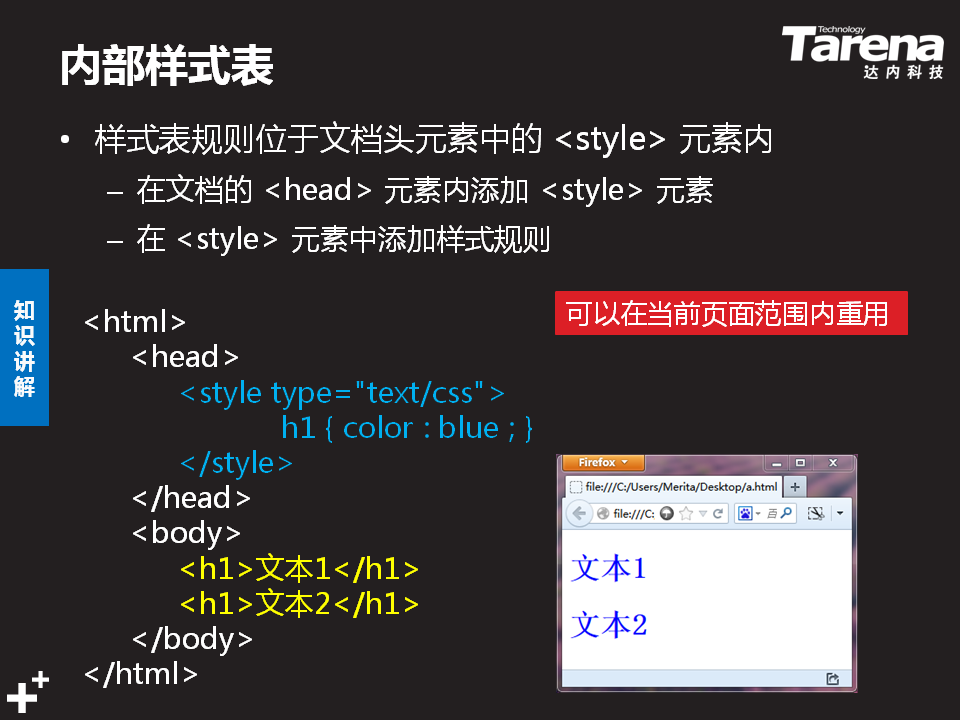 内部样式表
Technology
Tarena
达内科技
• 样式表规则位于文档头元素中的 <style> 元素内
– 在文档的 <head> 元素内添加 <style> 元素
– 在 <style> 元素中添加样式规则
知识讲解
可以在当前页面范围内重用
<html>
<head>
<style type="text/css">
h1 { color : blue ; }
</style>
</head>
<body>
<h1>文本1</h1>
<h1>文本2</h1>
</body>
</html>
Firefox
file:///C:/Users/Merita/Desktop/a.html
file:///C:
百
文本1
文本2